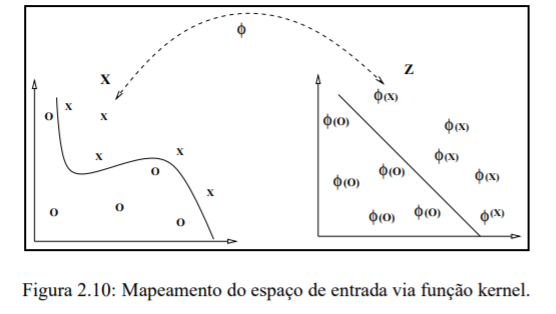 ϕ
X
Z
x
o
x
x
x
o
x
o
o
o
ϕ(X)
ϕ(O)
ϕ(X)
ϕ(X)
ϕ(O)
ϕ(X)
ϕ(O)
ϕ(O)
ϕ(O)
ϕ(X)
Figura 2.10: Mapeamento do espaço de entrada via função kernel.